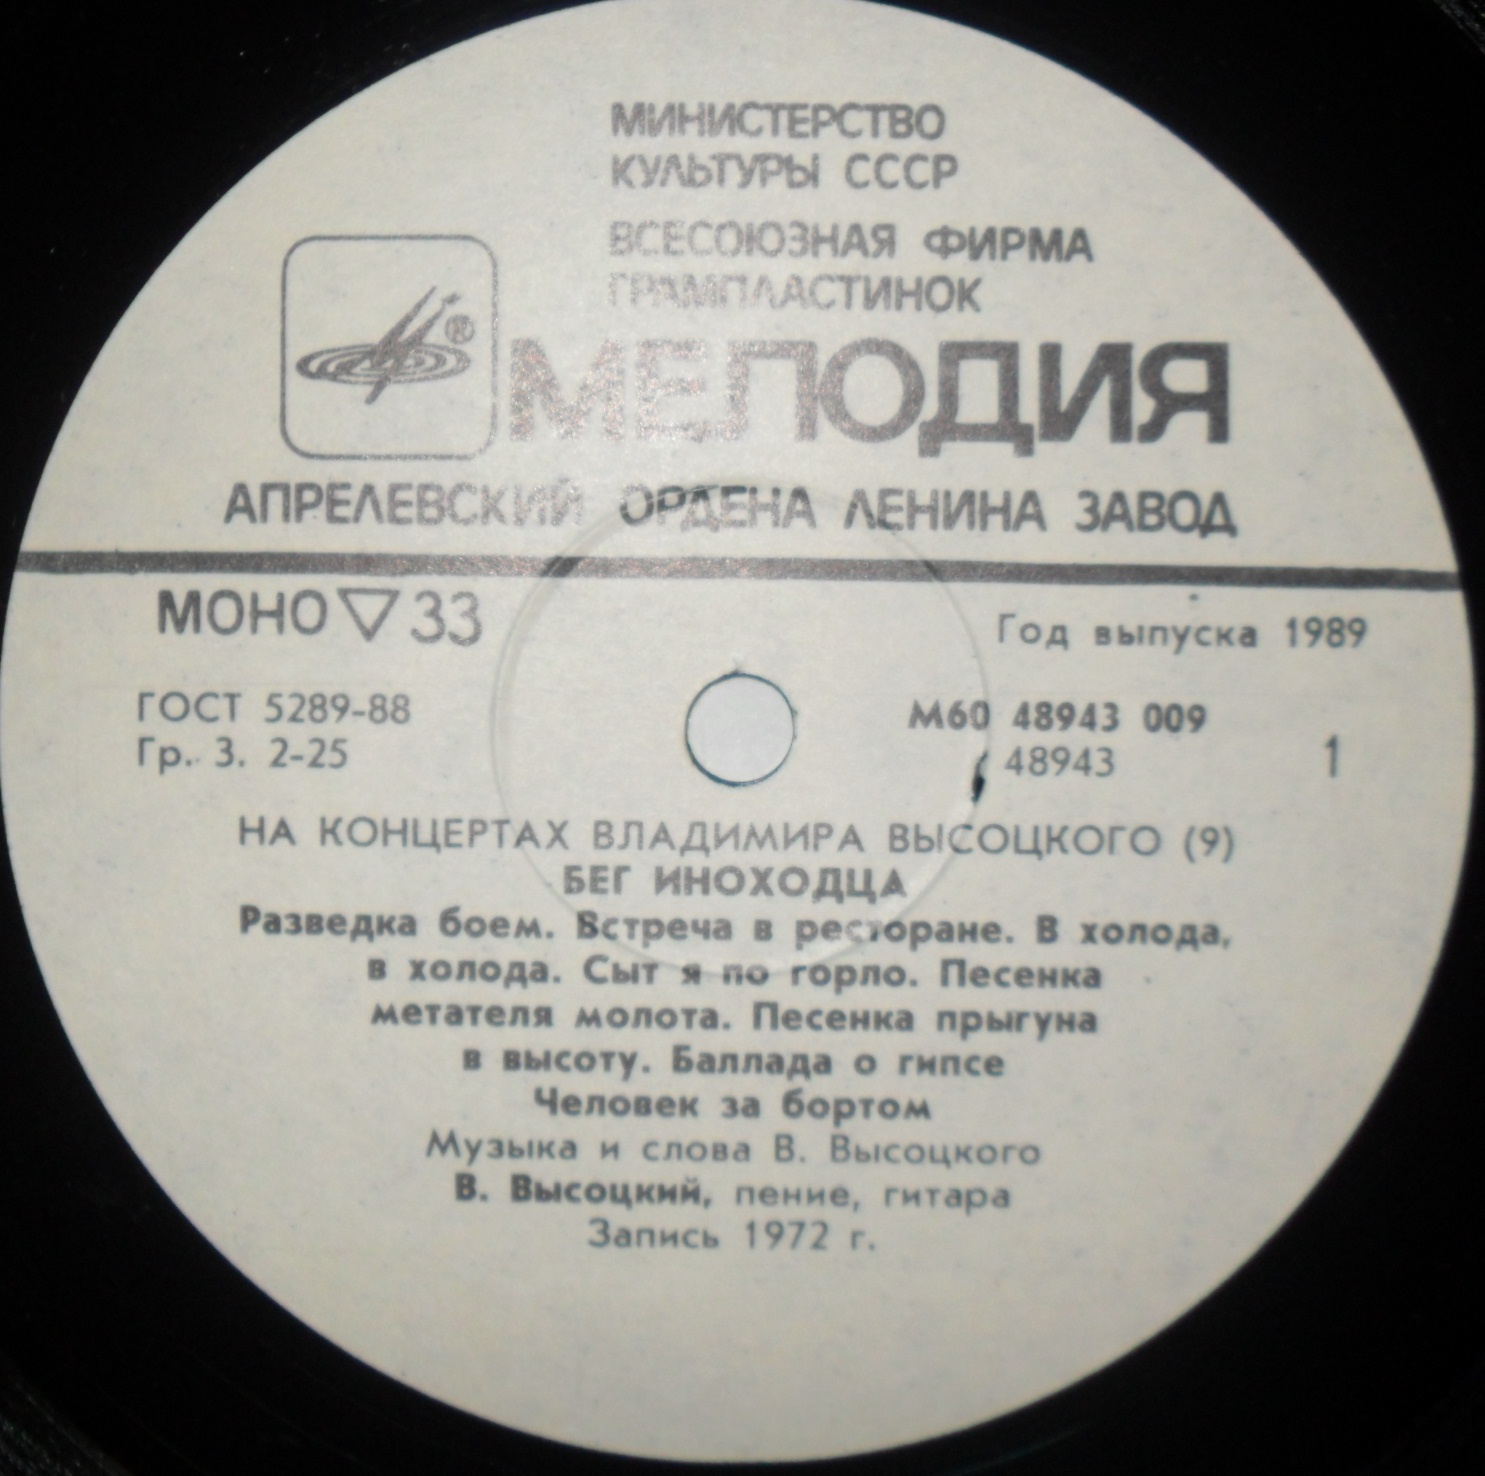 МИНИСТЕРСТВО
КУЛЬТУРЫ СССР
ВСЕСОЮЗНАЯ ФИРМА
ГРАМПЛАСТИНОК
®
МЕЛОДИЯ
АПРЕЛЕВСКИЙ ОРДЕНА ЛЕНИНА ЗАВОД
МОНО ▽ 33
Год выпуска 1989
ГОСТ 5289-88
М60 48943 009
Гр. 3. 2-25
48943
1
НА КОНЦЕРТАХ ВЛАДИМИРА ВЫСОЦКОГО (9)
БЕГ ИНОХОДЦА
Разведка боем. Встреча в ресторане. В холода,
в холода. Сыт я по горло. Песенка
метателя молота. Песенка прыгуна
в высоту. Баллада о гипсе
Человек за бортом
Музыка и слова В. Высоцкого
В. Высоцкий, пение, гитара
Запись 1972 г.